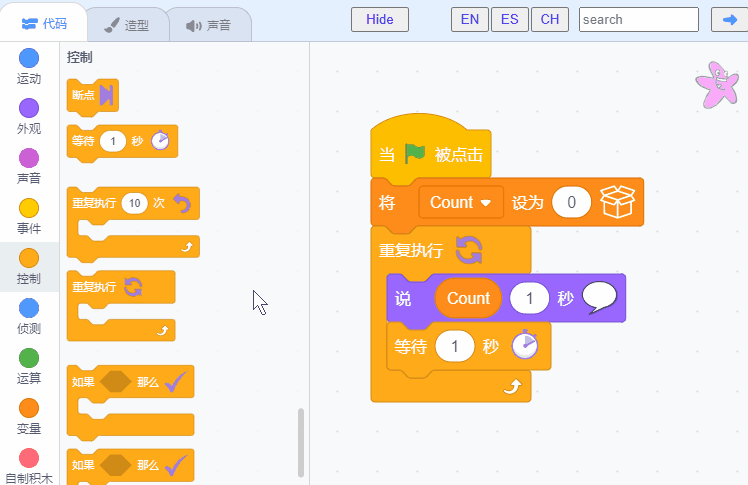 代码 造型 声音 Hide EN ES CH search
运动
外观
声音
事件
控制
侦测
运算
变量
自制积木
控制
断点
等待 1 秒
重复执行 10 次
重复执行
如果 那么
如果 那么
当 被点击
将 Count 设为 0
重复执行
说 Count 1 秒
等待 1 秒